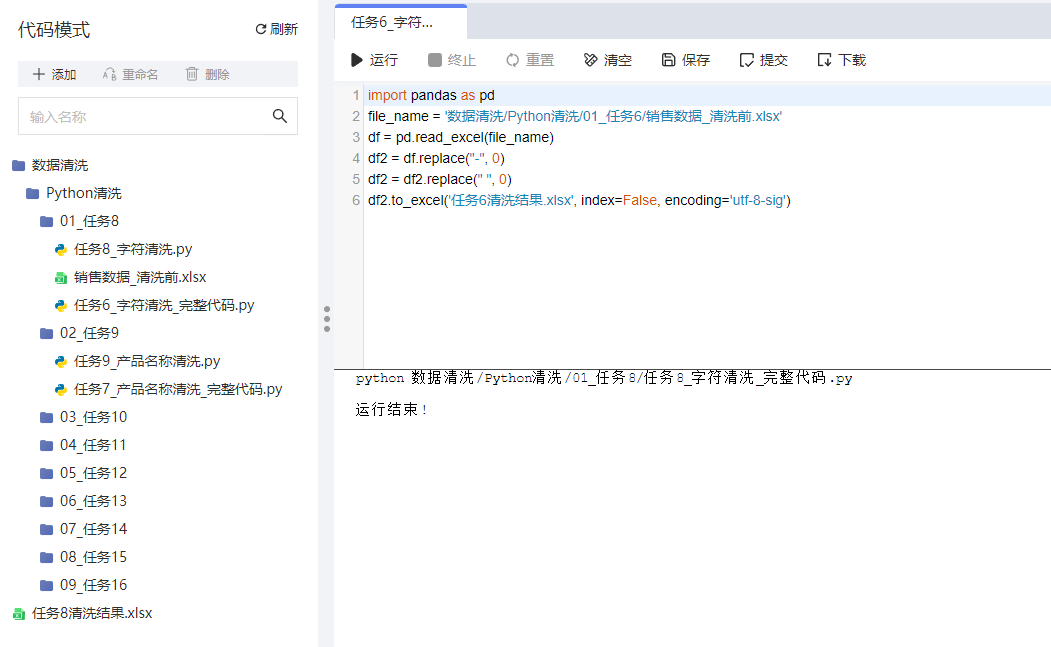 代码模式
刷新
添加 重命名 删除
输入名称
数据清洗
Python清洗
01_任务8
任务8_字符清洗.py
销售数据_清洗前.xlsx
任务6_字符清洗_完整代码.py
02_任务9
任务9_产品名称清洗.py
任务7_产品名称清洗_完整代码.py
03_任务10
04_任务11
05_任务12
06_任务13
07_任务14
08_任务15
09_任务16
任务8清洗结果.xlsx
任务6_字符...
运行 终止 重置 清空 保存 提交 下载
1 import pandas as pd
2 file_name = '数据清洗/Python清洗/01_任务6/销售数据_清洗前.xlsx'
3 df = pd.read_excel(file_name)
4 df2 = df.replace("-", 0)
5 df2 = df2.replace(" ", 0)
6 df2.to_excel('任务6清洗结果.xlsx', index=False, encoding='utf-8-sig')
python 数据清洗/Python清洗/01_任务8/任务8_字符清洗_完整代码.py
运行结束!